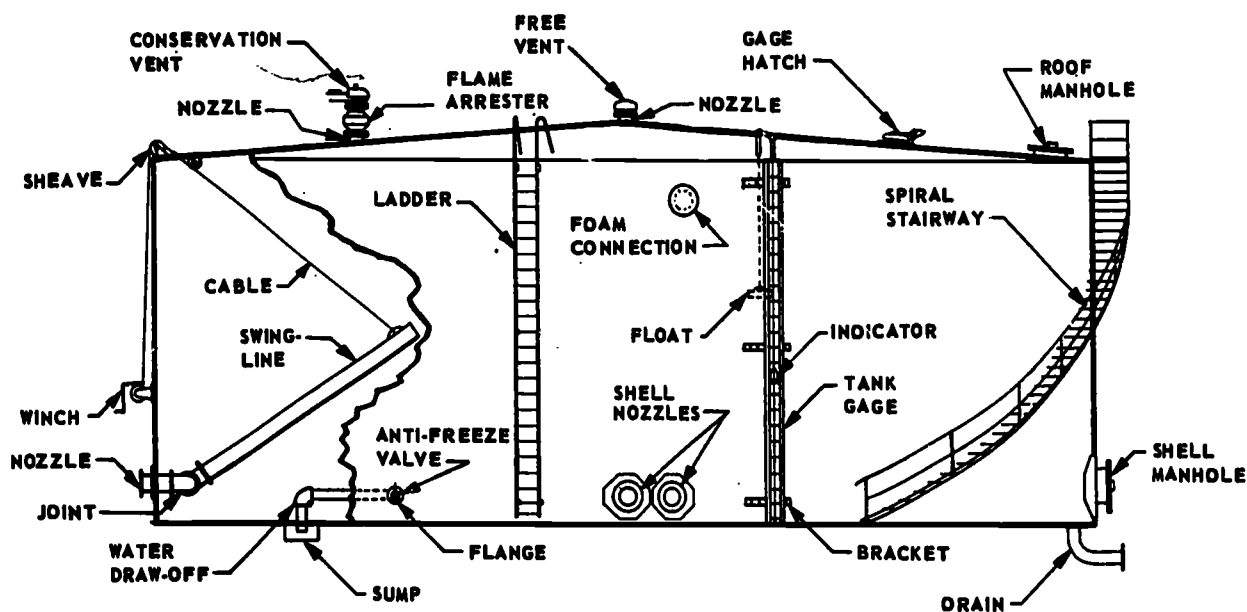 CONSERVATION
VENT
FREE
VENT
GAGE
HATCH
ROOF
MANHOLE
FLAME
ARRESTER
NOZZLE
NOZZLE
SHEAVE
LADDER
FOAM
CONNECTION
SPIRAL
STAIRWAY
CABLE
SWING-
LINE
FLOAT
INDICATOR
WINCH
SHELL
NOZZLES
TANK
GAGE
NOZZLE
ANTI-FREEZE
VALVE
SHELL
MANHOLE
JOINT
WATER
DRAW-OFF
FLANGE
BRACKET
SUMP
DRAIN